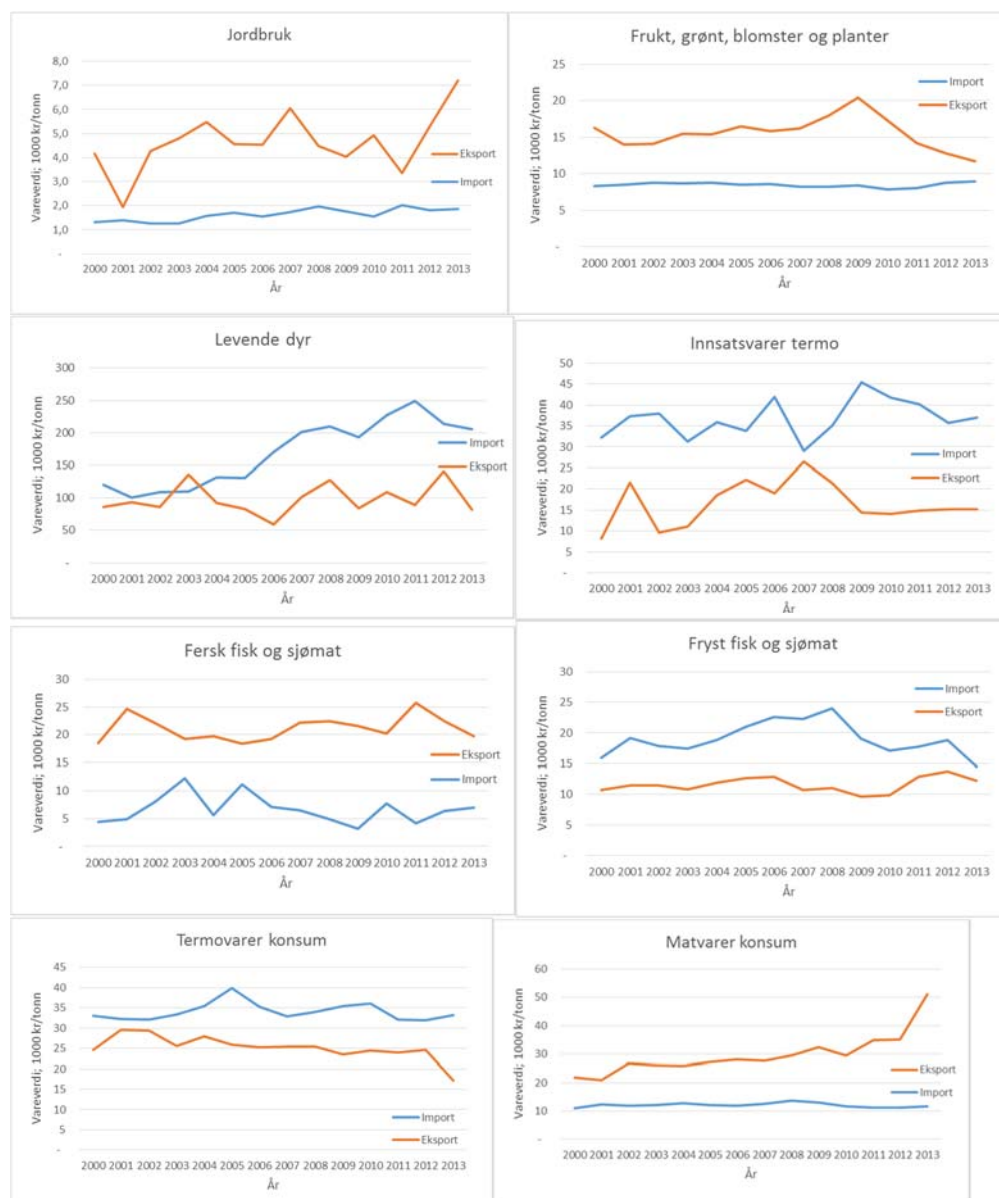 Jordbruk
Vareverdi; 1000 kr/tonn
8,0
7,0
6,0
5,0
4,0
3,0
2,0
1,0
-
Eksport
Import
2000 2001 2002 2003 2004 2005 2006 2007 2008 2009 2010 2011 2012 2013
År
Frukt, grønt, blomster og planter
Vareverdi; 1000 kr/tonn
25
20
15
10
5
-
Import
Eksport
2000 2001 2002 2003 2004 2005 2006 2007 2008 2009 2010 2011 2012 2013
År
Levende dyr
Vareverdi; 1000 kr/tonn
300
250
200
150
100
50
-
Import
Eksport
2000 2001 2002 2003 2004 2005 2006 2007 2008 2009 2010 2011 2012 2013
År
Innsatsvarer termo
Vareverdi; 1000 kr/tonn
50
45
40
35
30
25
20
15
10
5
-
Import
Eksport
2000 2001 2002 2003 2004 2005 2006 2007 2008 2009 2010 2011 2012 2013
År
Fersk fisk og sjømat
Vareverdi; 1000 kr/tonn
30
25
20
15
10
5
-
Eksport
Import
2000 2001 2002 2003 2004 2005 2006 2007 2008 2009 2010 2011 2012 2013
År
Fryst fisk og sjømat
Vareverdi; 1000 kr/tonn
30
25
20
15
10
5
-
Import
Eksport
2000 2001 2002 2003 2004 2005 2006 2007 2008 2009 2010 2011 2012 2013
År
Termovarer konsum
Vareverdi; 1000 kr/tonn
45
40
35
30
25
20
15
10
5
-
Import
Eksport
2000 2001 2002 2003 2004 2005 2006 2007 2008 2009 2010 2011 2012 2013
År
Matvarer konsum
Vareverdi; 1000 kr/tonn
60
50
40
30
20
10
-
Eksport
Import
2000 2001 2002 2003 2004 2005 2006 2007 2008 2009 2010 2011 2012 2013
År